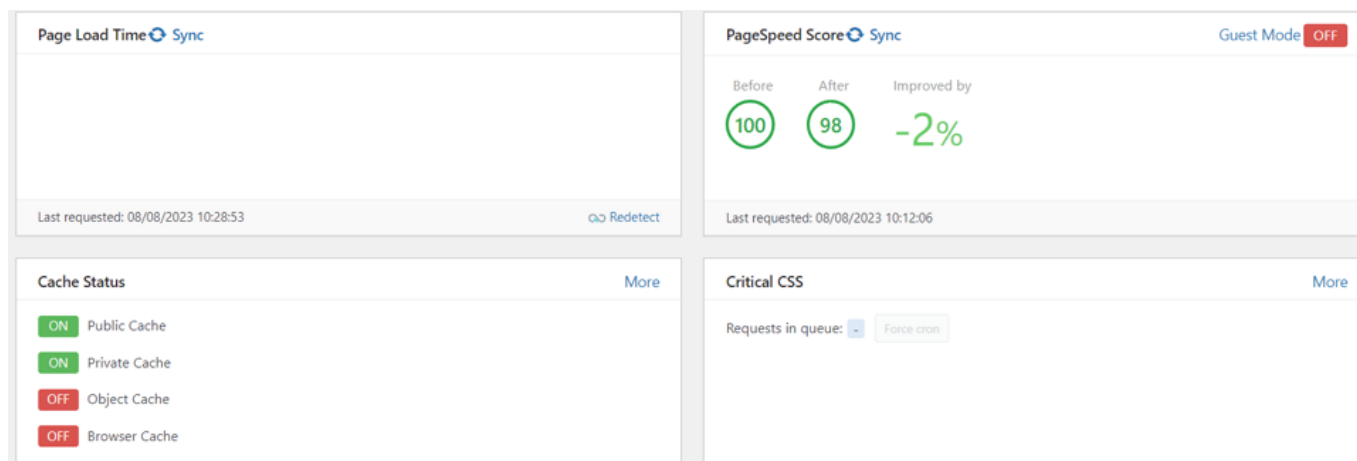 Page Load Time Sync
Last requested: 08/08/2023 10:28:53 Redetect
PageSpeed Score Sync Guest Mode OFF
Before After Improved by
100 98 -2%
Last requested: 08/08/2023 10:12:06
Cache Status More
ON Public Cache
ON Private Cache
OFF Object Cache
OFF Browser Cache
Critical CSS More
Requests in queue: - Force cron